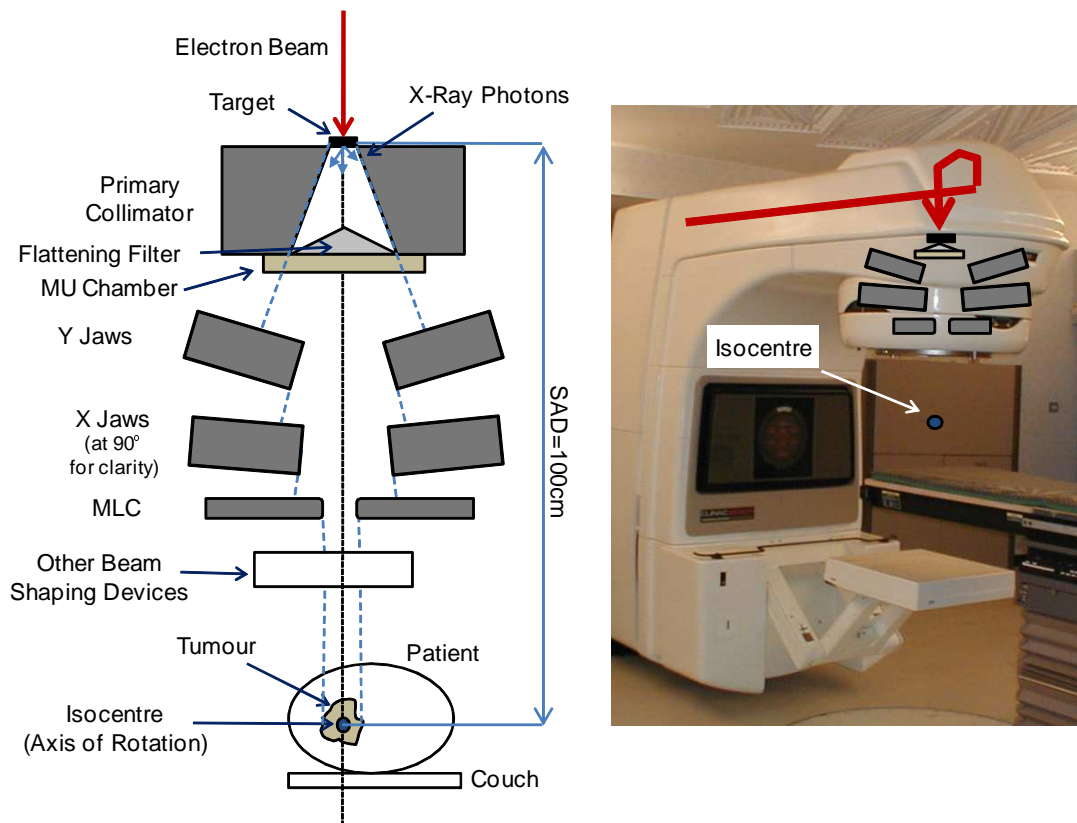 Electron Beam
Target
X-Ray Photons
Primary
Collimator
Flattening Filter
MU Chamber
Y Jaws
X Jaws
(at 90° 
for clarity)
MLC
Other Beam
Shaping Devices
Tumour
Patient
Isocentre
(Axis of Rotation)
Couch
SAD=100cm
Isocentre
CLINAC